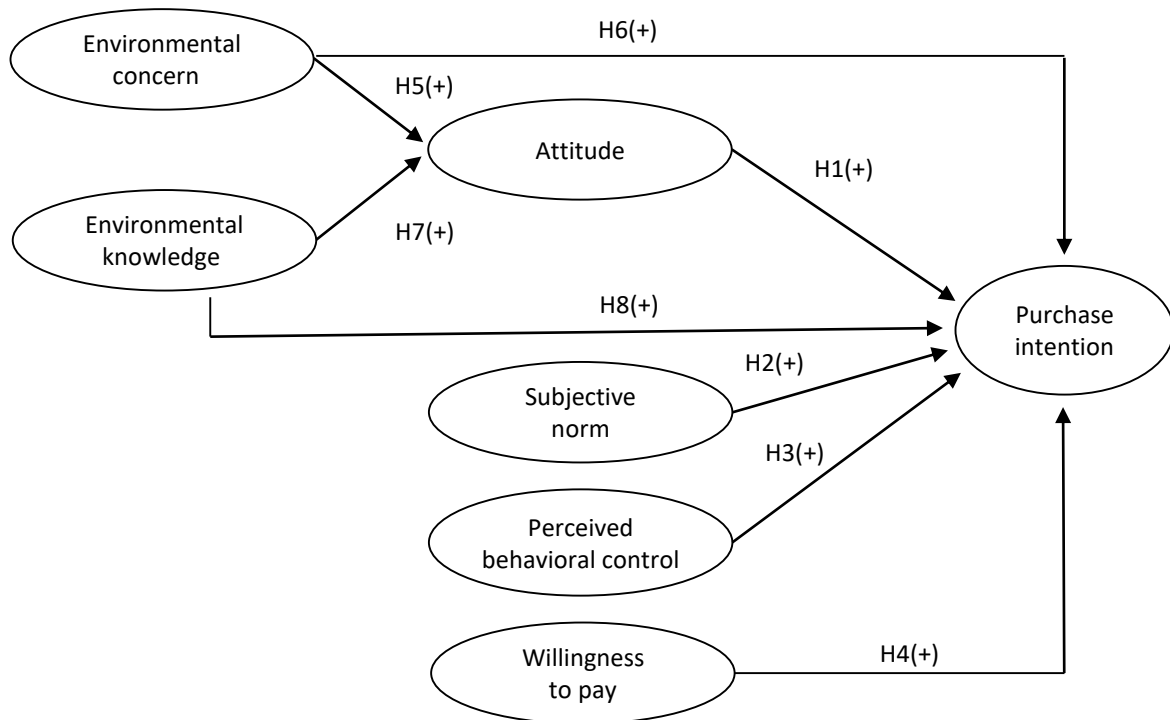 H6(+)
Environmental
concern
H5(+)
Attitude
H1(+)
Environmental
knowledge
H7(+)
H8(+)
Purchase
intention
H2(+)
Subjective
norm
H3(+)
Perceived
behavioral control
Willingness
to pay
H4(+)